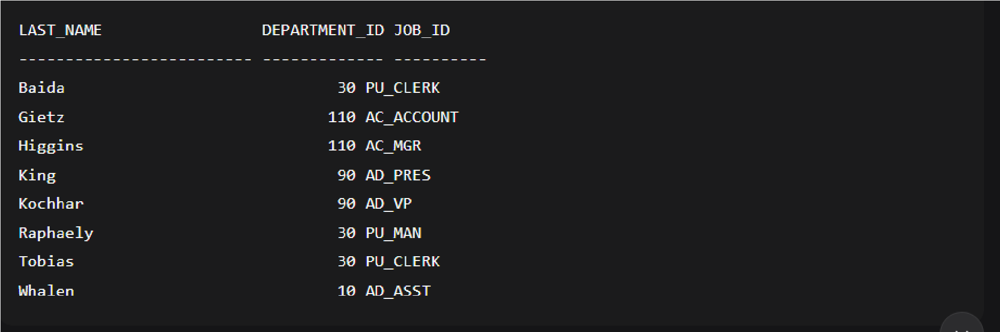 LAST_NAME                 DEPARTMENT_ID JOB_ID
------------------------- ------------- ----------
Baida                             30 PU_CLERK
Gietz                            110 AC_ACCOUNT
Higgins                          110 AC_MGR
King                              90 AD_PRES
Kochhar                           90 AD_VP
Raphaely                          30 PU_MAN
Tobias                            30 PU_CLERK
Whalen                            10 AD_ASST